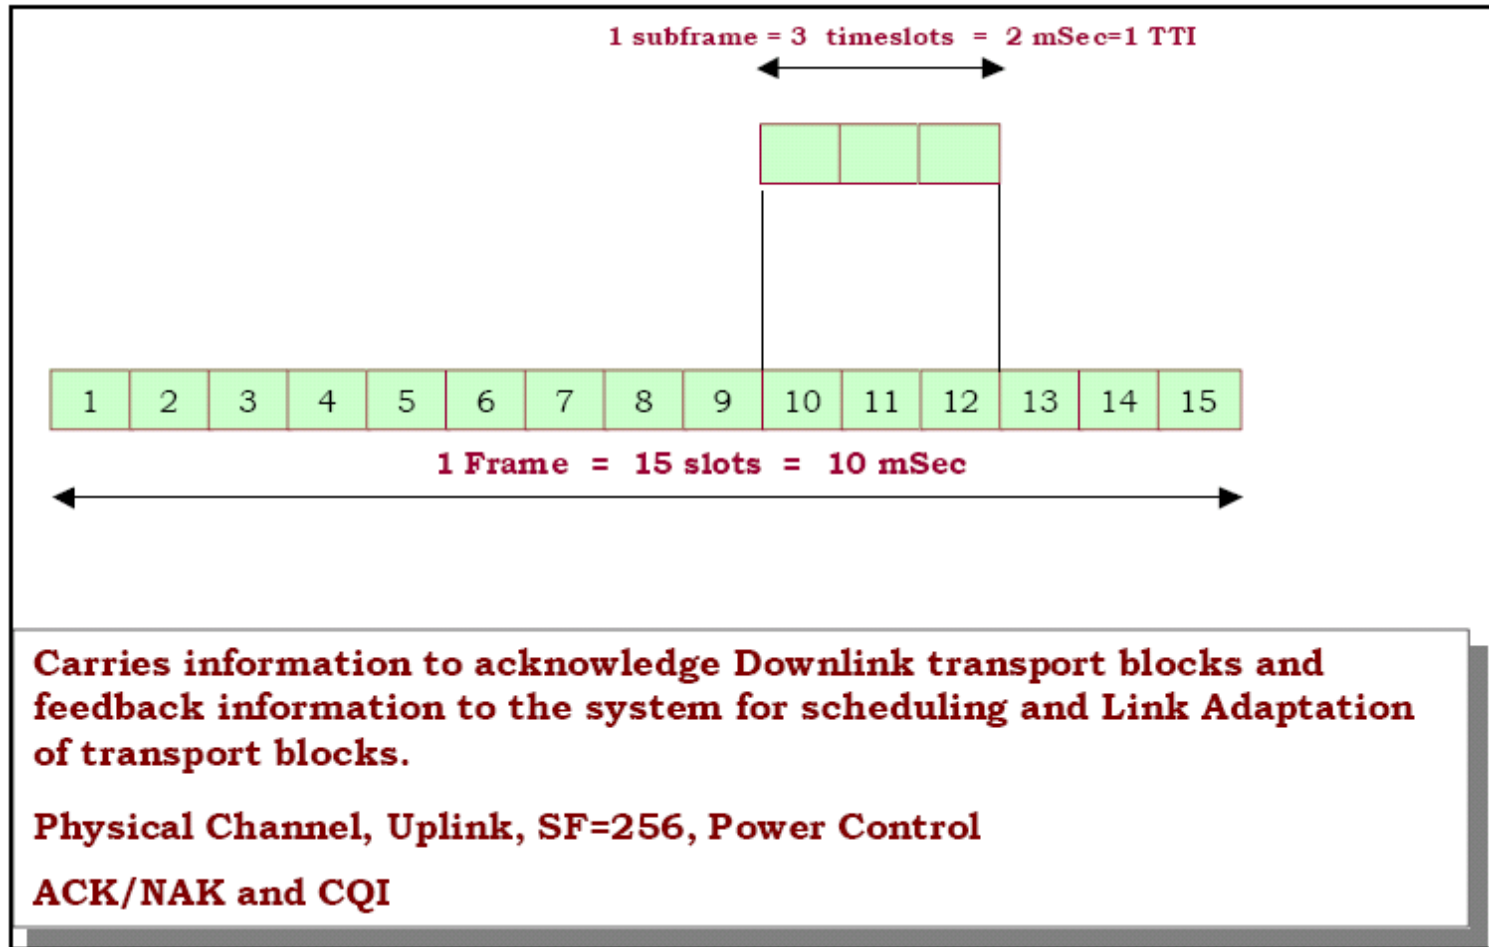 1 subframe = 3 timeslots = 2 mSec=1 TTI
1 2 3 4 5 6 7 8 9 10 11 12 13 14 15
1 Frame = 15 slots = 10 mSec
Carries information to acknowledge Downlink transport blocks and
feedback information to the system for scheduling and Link Adaptation
of transport blocks.
Physical Channel, Uplink, SF=256, Power Control
ACK/NAK and CQI